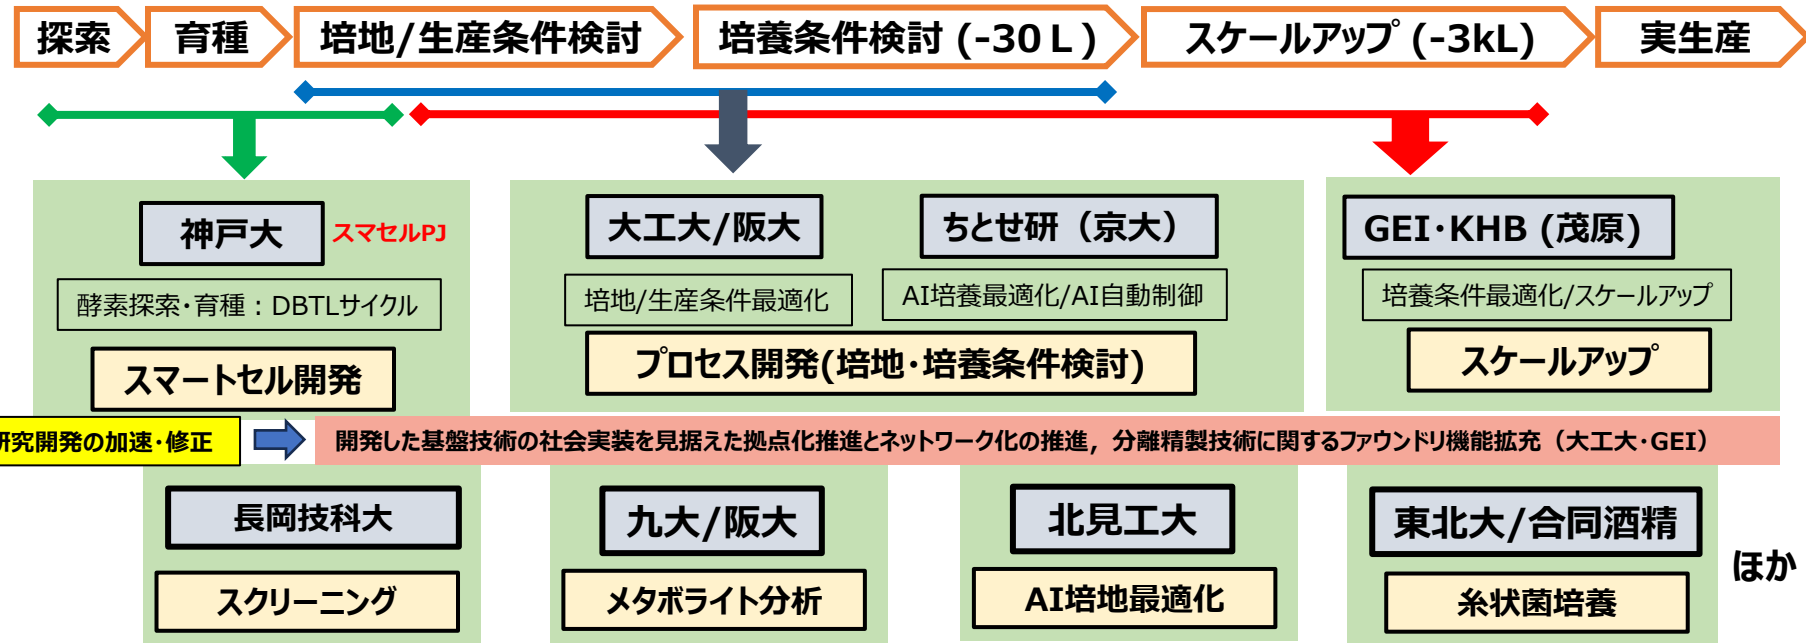 探索
育種
培地/生産条件検討
培養条件検討 (-30L)
スケールアップ (-3kL)
実生産
神戸大
スマセルPJ
酵素探索・育種：DBTLサイクル
スマートセル開発
大工大/阪大
ちとせ研（京大）
培地/生産条件最適化
AI培養最適化/AI自動制御
プロセス開発(培地・培養条件検討)
GEI・KHB (茂原)
培養条件最適化/スケールアップ
スケールアップ
研究開発の加速・修正
開発した基盤技術の社会実装を見据えた拠点化推進とネットワーク化の推進，分離精製技術に関するファウンドリ機能拡充（大工大・GEI）
長岡技科大
スクリーニング
九大/阪大
メタボライト分析
北見工大
AI培地最適化
東北大/合同酒精
糸状菌培養
ほか